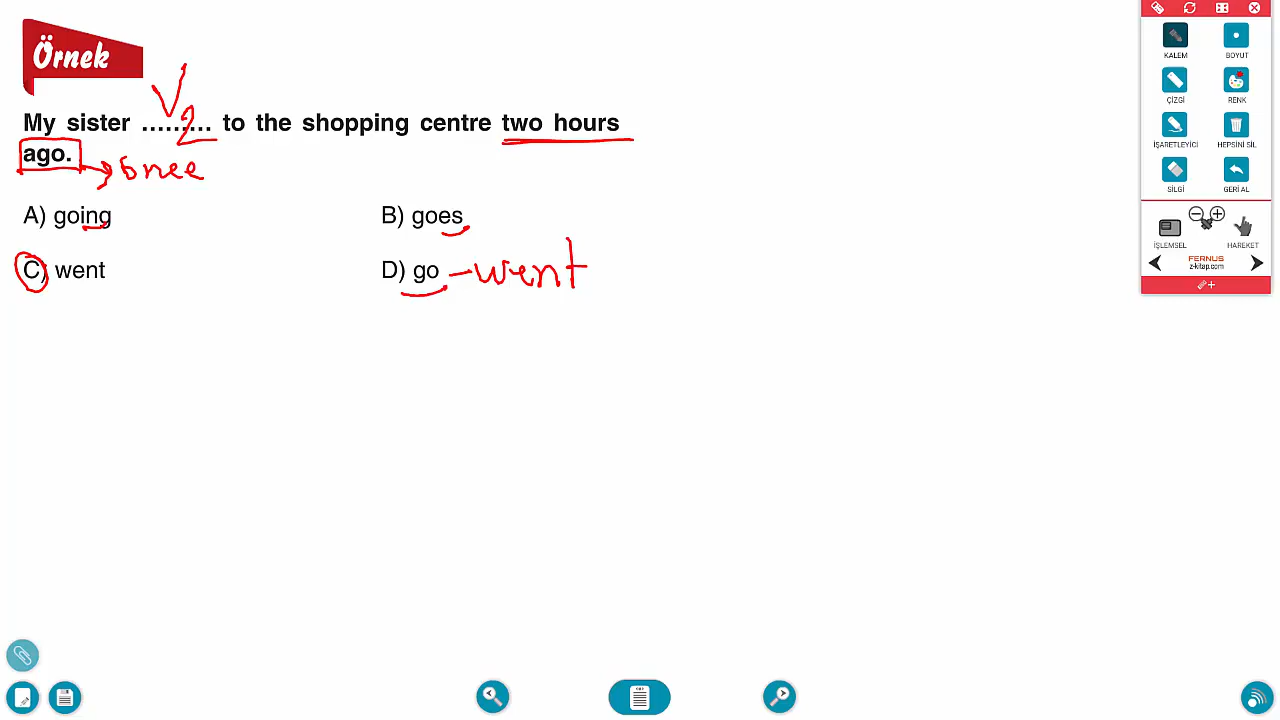 Örnek
V2
My sister ......... to the shopping centre two hours
ago. önce
A) going B) goes
C) went D) go – went
KALEM BOYUT
ÇİZGİ RENK
İŞARETLEYİCİ HEPSİNİ SİL
SİLGİ GERİ AL
İŞLEMSEL HAREKET
FERNUS
z-kitap.com